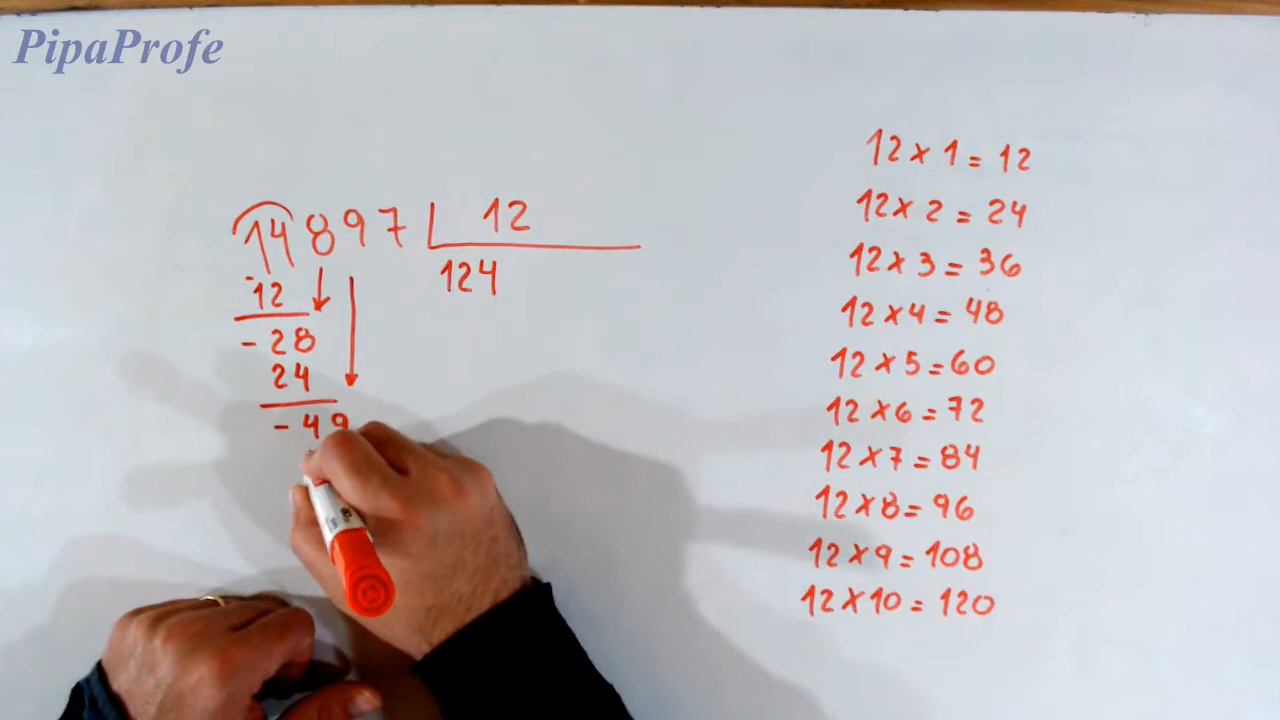 PipaProfe
14897 12
124
-12
-28
24
-49
12 x 1 = 12
12 x 2 = 24
12 x 3 = 36
12 x 4 = 48
12 x 5 = 60
12 x 6 = 72
12 x 7 = 84
12 x 8 = 96
12 x 9 = 108
12 x 10 = 120